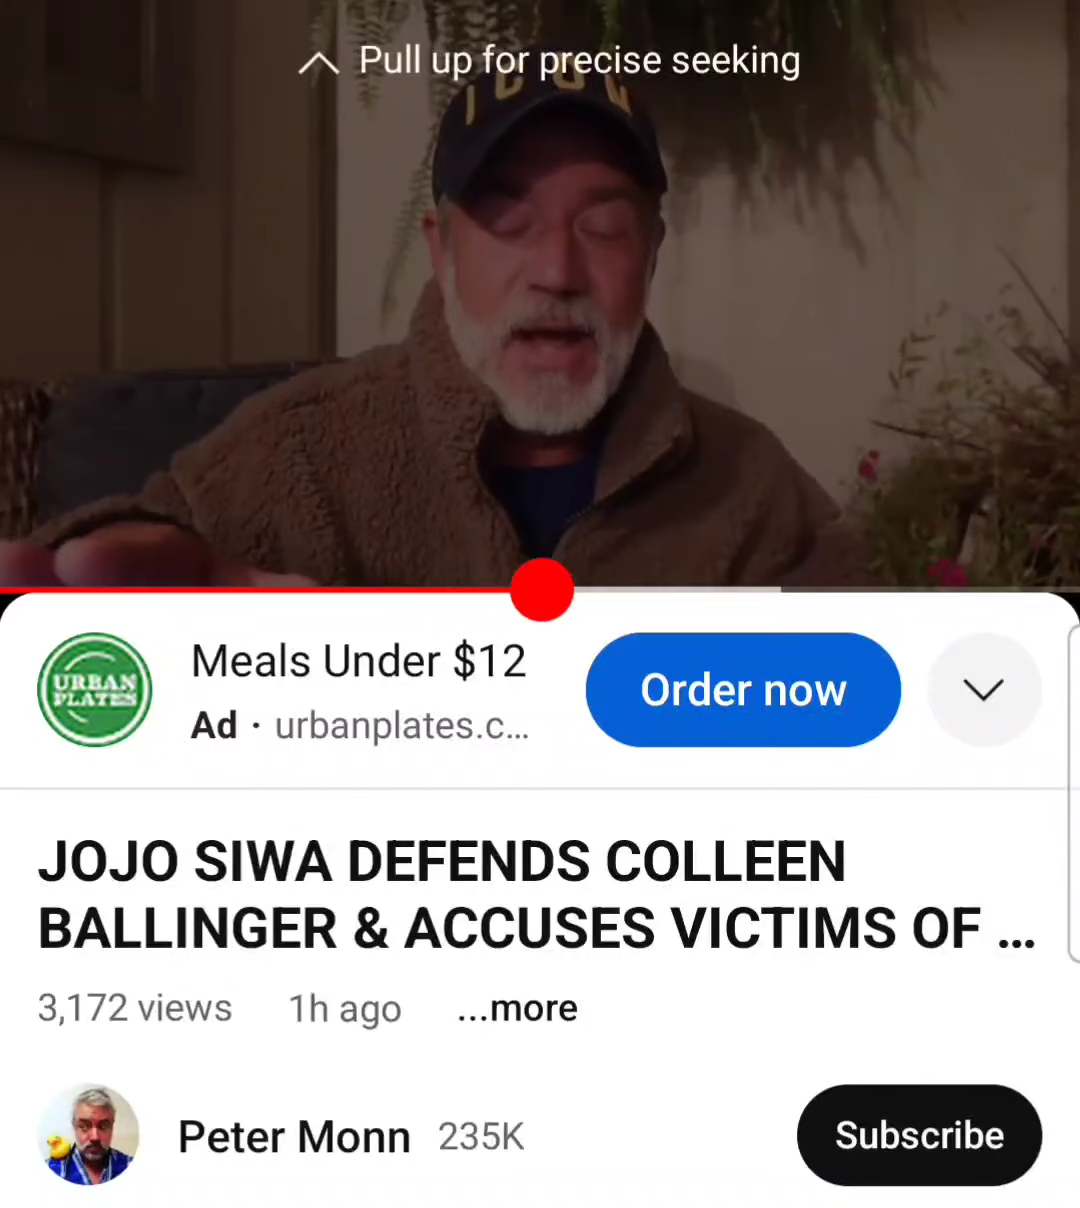 Pull up for precise seeking
ICON
URBAN
PLATES
Meals Under $12
Ad · urbanplates.c...
Order now
JOJO SIWA DEFENDS COLLEEN
BALLINGER & ACCUSES VICTIMS OF ...
3,172 views 1h ago ...more
Peter Monn 235K
Subscribe